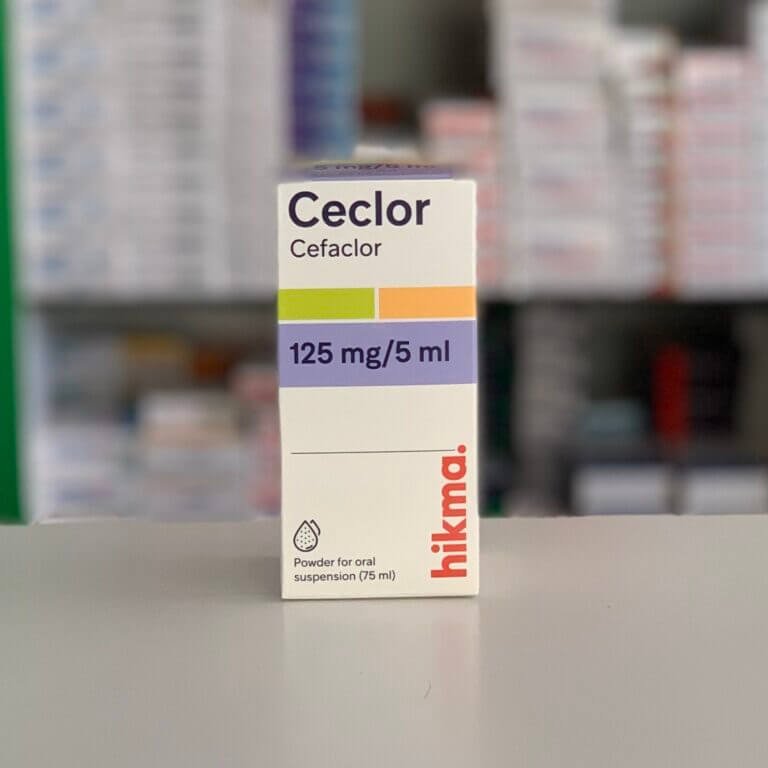 Ceclor
Cefaclor
125 mg/5 ml
hikma.
Powder for oral
suspension (75 ml)